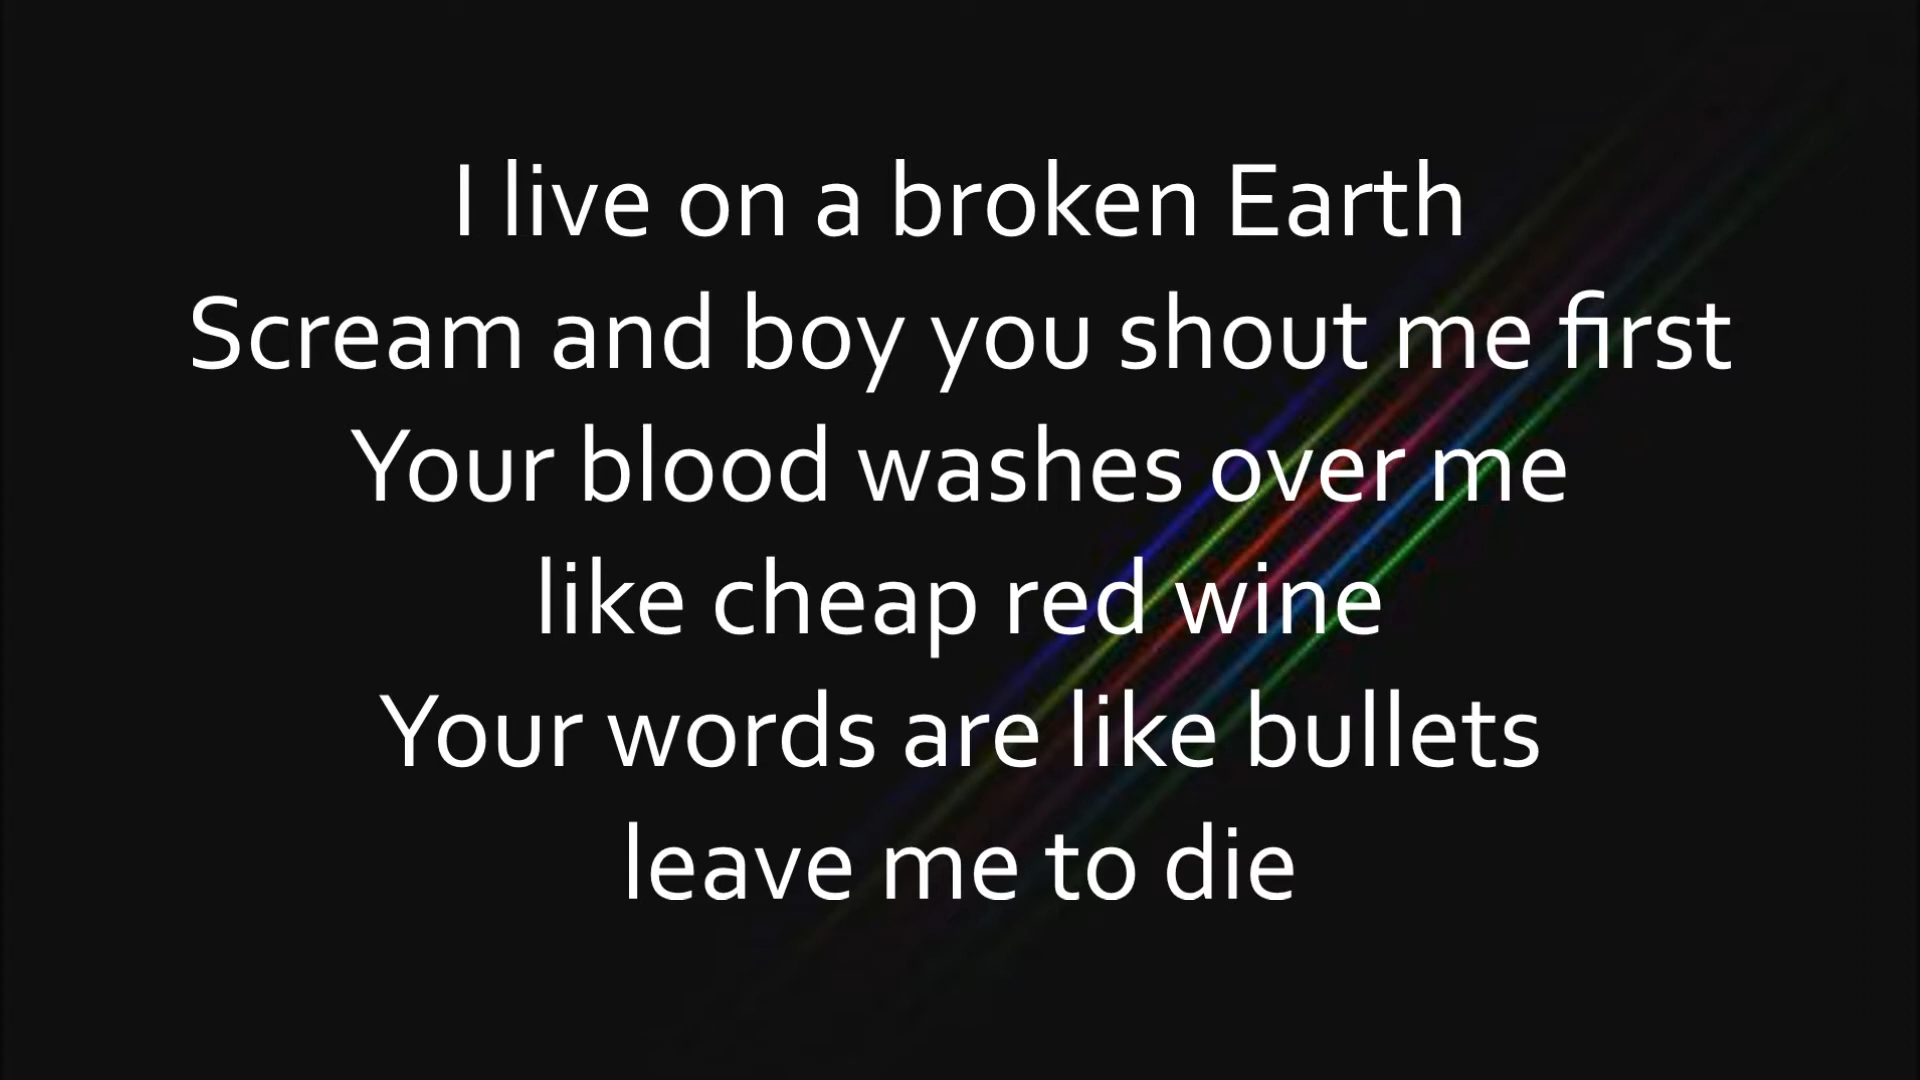 I live on a broken Earth
Scream and boy you shout me first
Your blood washes over me
like cheap red wine
Your words are like bullets
leave me to die